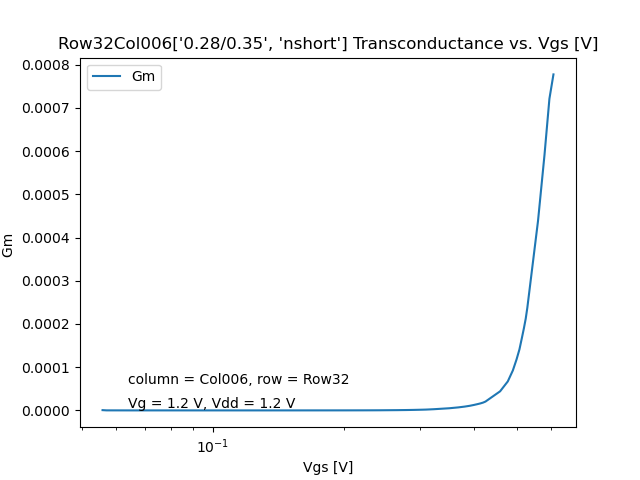 Row32Col006['0.28/0.35', 'nshort'] Transconductance vs. Vgs [V]
Gm
0.0008
0.0007
0.0006
0.0005
0.0004
0.0003
0.0002
0.0001
0.0000
Gm
column = Col006, row = Row32
Vg = 1.2 V, Vdd = 1.2 V
10⁻¹
Vgs [V]